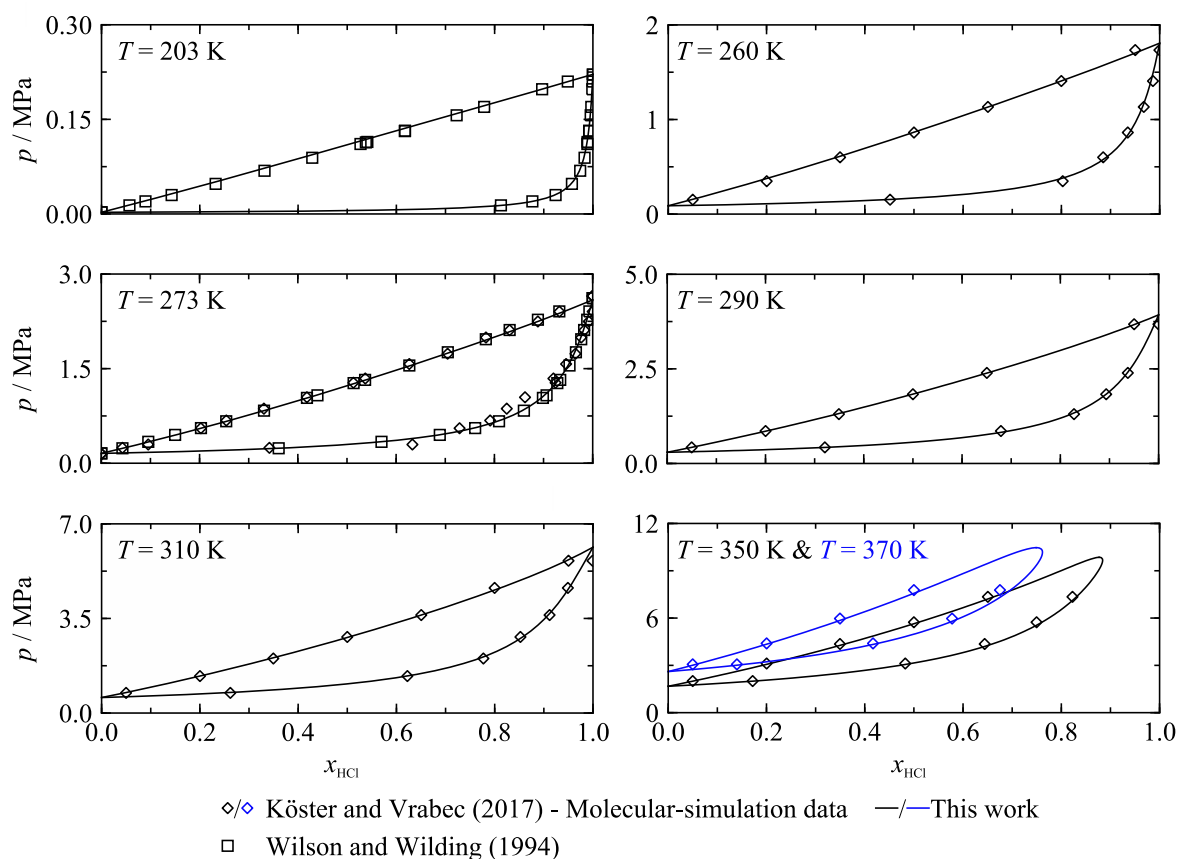 T = 203 K
p / MPa
0.30
0.15
0.00
T = 260 K
2
1
0
T = 273 K
p / MPa
3.0
1.5
0.0
T = 290 K
5.0
2.5
0.0
T = 310 K
p / MPa
7.0
3.5
0.0
0.0 0.2 0.4 0.6 0.8 1.0
xHCl
T = 350 K & T = 370 K
12
6
0
0.0 0.2 0.4 0.6 0.8 1.0
xHCl
Köster and Vrabec (2017) - Molecular-simulation data
This work
Wilson and Wilding (1994)